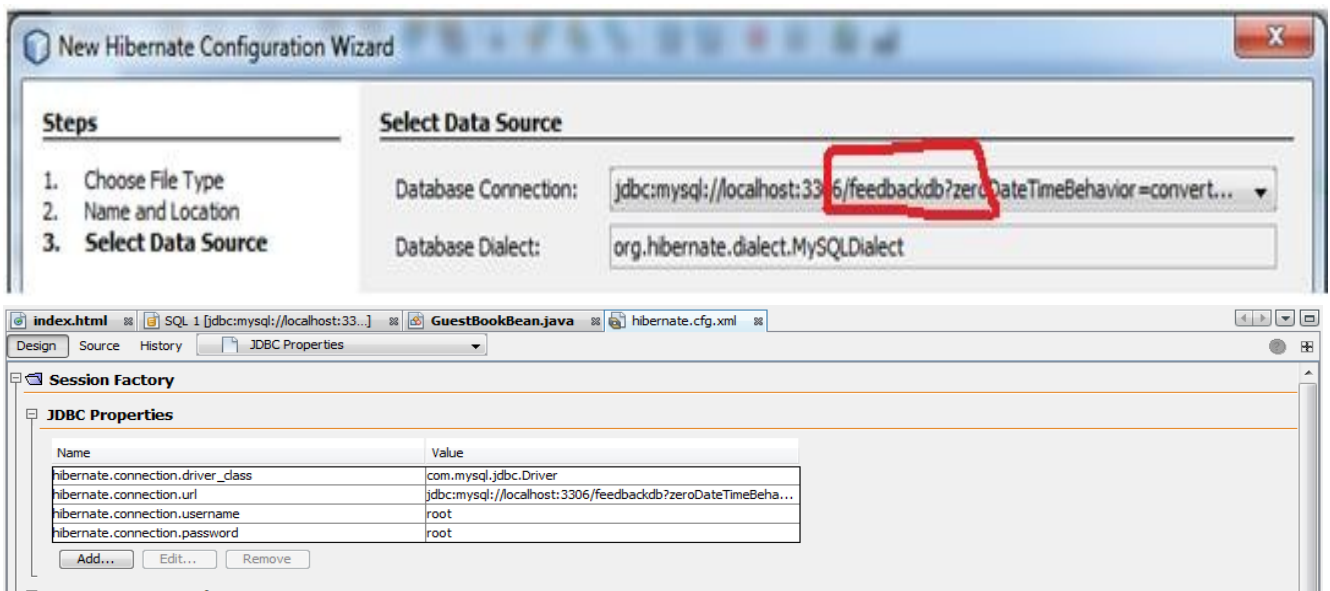 New Hibernate Configuration Wizard
X
Steps
Select Data Source
1. Choose File Type
2. Name and Location
3. Select Data Source
Database Connection: jdbc:mysql://localhost:3306/feedbackdb?zeroDateTimeBehavior=convert...
Database Dialect: org.hibernate.dialect.MySQLDialect
index.html SQL 1 [jdbc:mysql://localhost:33...] GuestBookBean.java hibernate.cfg.xml
Design Source History JDBC Properties
Session Factory
JDBC Properties
Name Value
hibernate.connection.driver_class com.mysql.jdbc.Driver
hibernate.connection.url jdbc:mysql://localhost:3306/feedbackdb?zeroDateTimeBeha...
hibernate.connection.username root
hibernate.connection.password root
Add... Edit... Remove